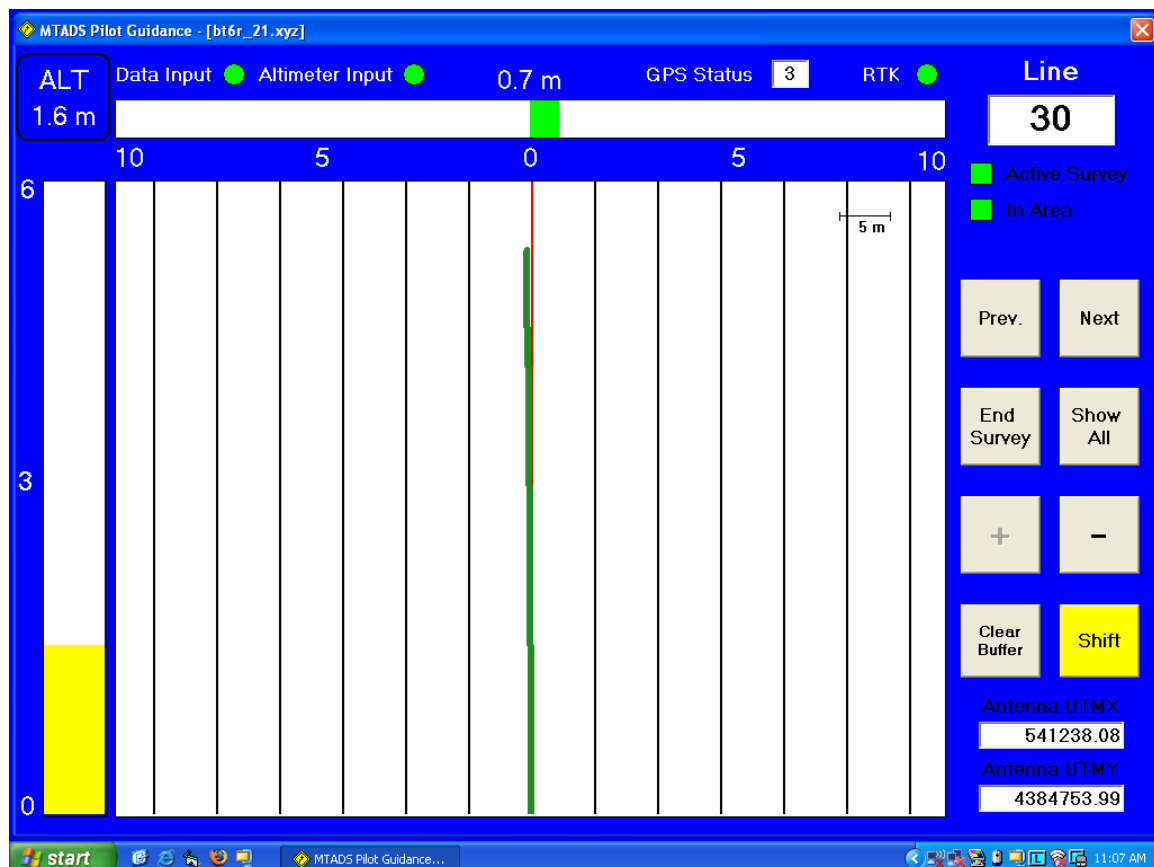 MTADS Pilot Guidance - [bt6r_21.xyz]
ALT
1.6 m
Data Input
Altimeter Input
0.7 m
GPS Status
3
RTK
Line
30
10
5
0
5
10
Active Survey
In Area
6
3
0
5 m
Prev.
Next
End
Survey
Show
All
+
-
Clear
Buffer
Shift
Antenna UTMX
541238.08
Antenna UTMY
4384753.99
start
MTADS Pilot Guidance...
L
11:07 AM